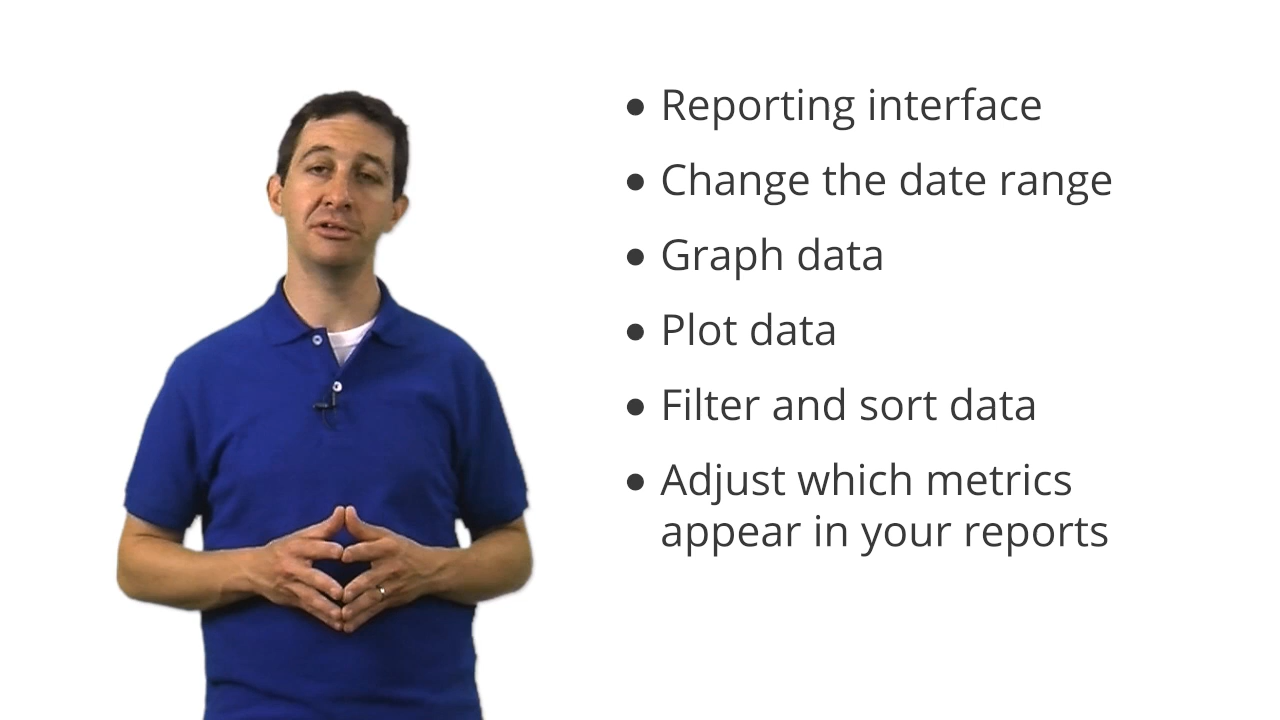 • Reporting interface
• Change the date range
• Graph data
• Plot data
• Filter and sort data
• Adjust which metrics
appear in your reports